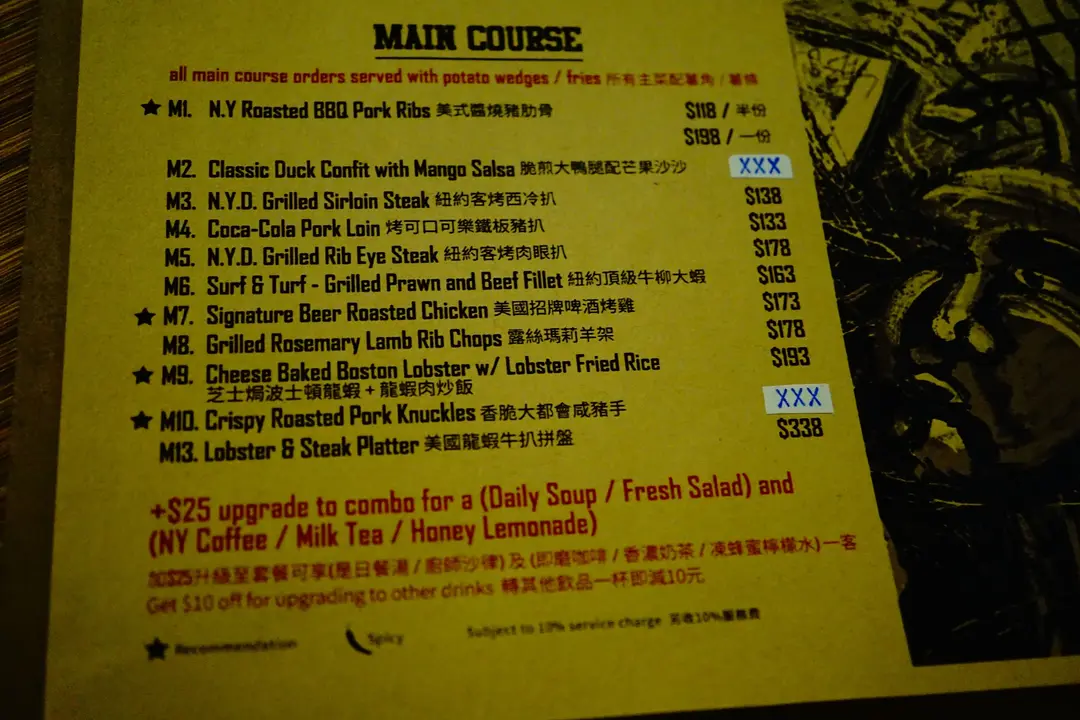 MAIN COURSE
all main course orders served with potato wedges / fries 所有主菜配薯角 / 薯條
★ M1. N.Y Roasted BBQ Pork Ribs 美式醬燒豬肋骨 $118 / 半份
$198 / 一份
M2. Classic Duck Confit with Mango Salsa 脆煎大鴨腿配芒果沙沙 XXX
M3. N.Y.D. Grilled Sirloin Steak 紐約客烤西冷扒 $138
M4. Coca-Cola Pork Loin 烤可口可樂鐵板豬扒 $133
M5. N.Y.D. Grilled Rib Eye Steak 紐約客烤肉眼扒 $178
M6. Surf & Turf - Grilled Prawn and Beef Fillet 紐約頂級牛柳大蝦 $163
★ M7. Signature Beer Roasted Chicken 美國招牌啤酒烤雞 $173
M8. Grilled Rosemary Lamb Rib Chops 露絲瑪莉羊架 $178
★ M9. Cheese Baked Boston Lobster w/ Lobster Fried Rice $193
芝士焗波士頓龍蝦 + 龍蝦肉炒飯
★ M10. Crispy Roasted Pork Knuckles 香脆大都會咸豬手 XXX
M13. Lobster & Steak Platter 美國龍蝦牛扒拼盤 $338
+$25 upgrade to combo for a (Daily Soup / Fresh Salad) and
(NY Coffee / Milk Tea / Honey Lemonade)
加$25升級至套餐可享(是日餐湯 / 廚師沙律) 及 (即磨咖啡 / 香濃奶茶 / 凍蜂蜜檸檬水) 一客
Get $10 off for upgrading to other drinks 轉其他飲品一杯即減10元
★ Recommendation Spicy Subject to 10% service charge 另收10%服務費